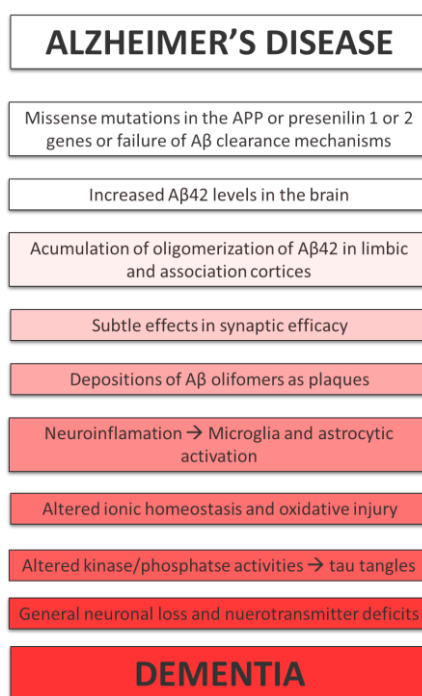 ALZHEIMER’S DISEASE
Missense mutations in the APP or presenilin 1 or 2
genes or failure of Aβ clearance mechanisms
Increased Aβ42 levels in the brain
Acumulation of oligomerization of Aβ42 in limbic
and association cortices
Subtle effects in synaptic efficacy
Depositions of Aβ olifomers as plaques
Neuroinflamation → Microglia and astrocytic
activation
Altered ionic homeostasis and oxidative injury
Altered kinase/phosphatse activities → tau tangles
General neuronal loss and nuerotransmitter deficits
DEMENTIA